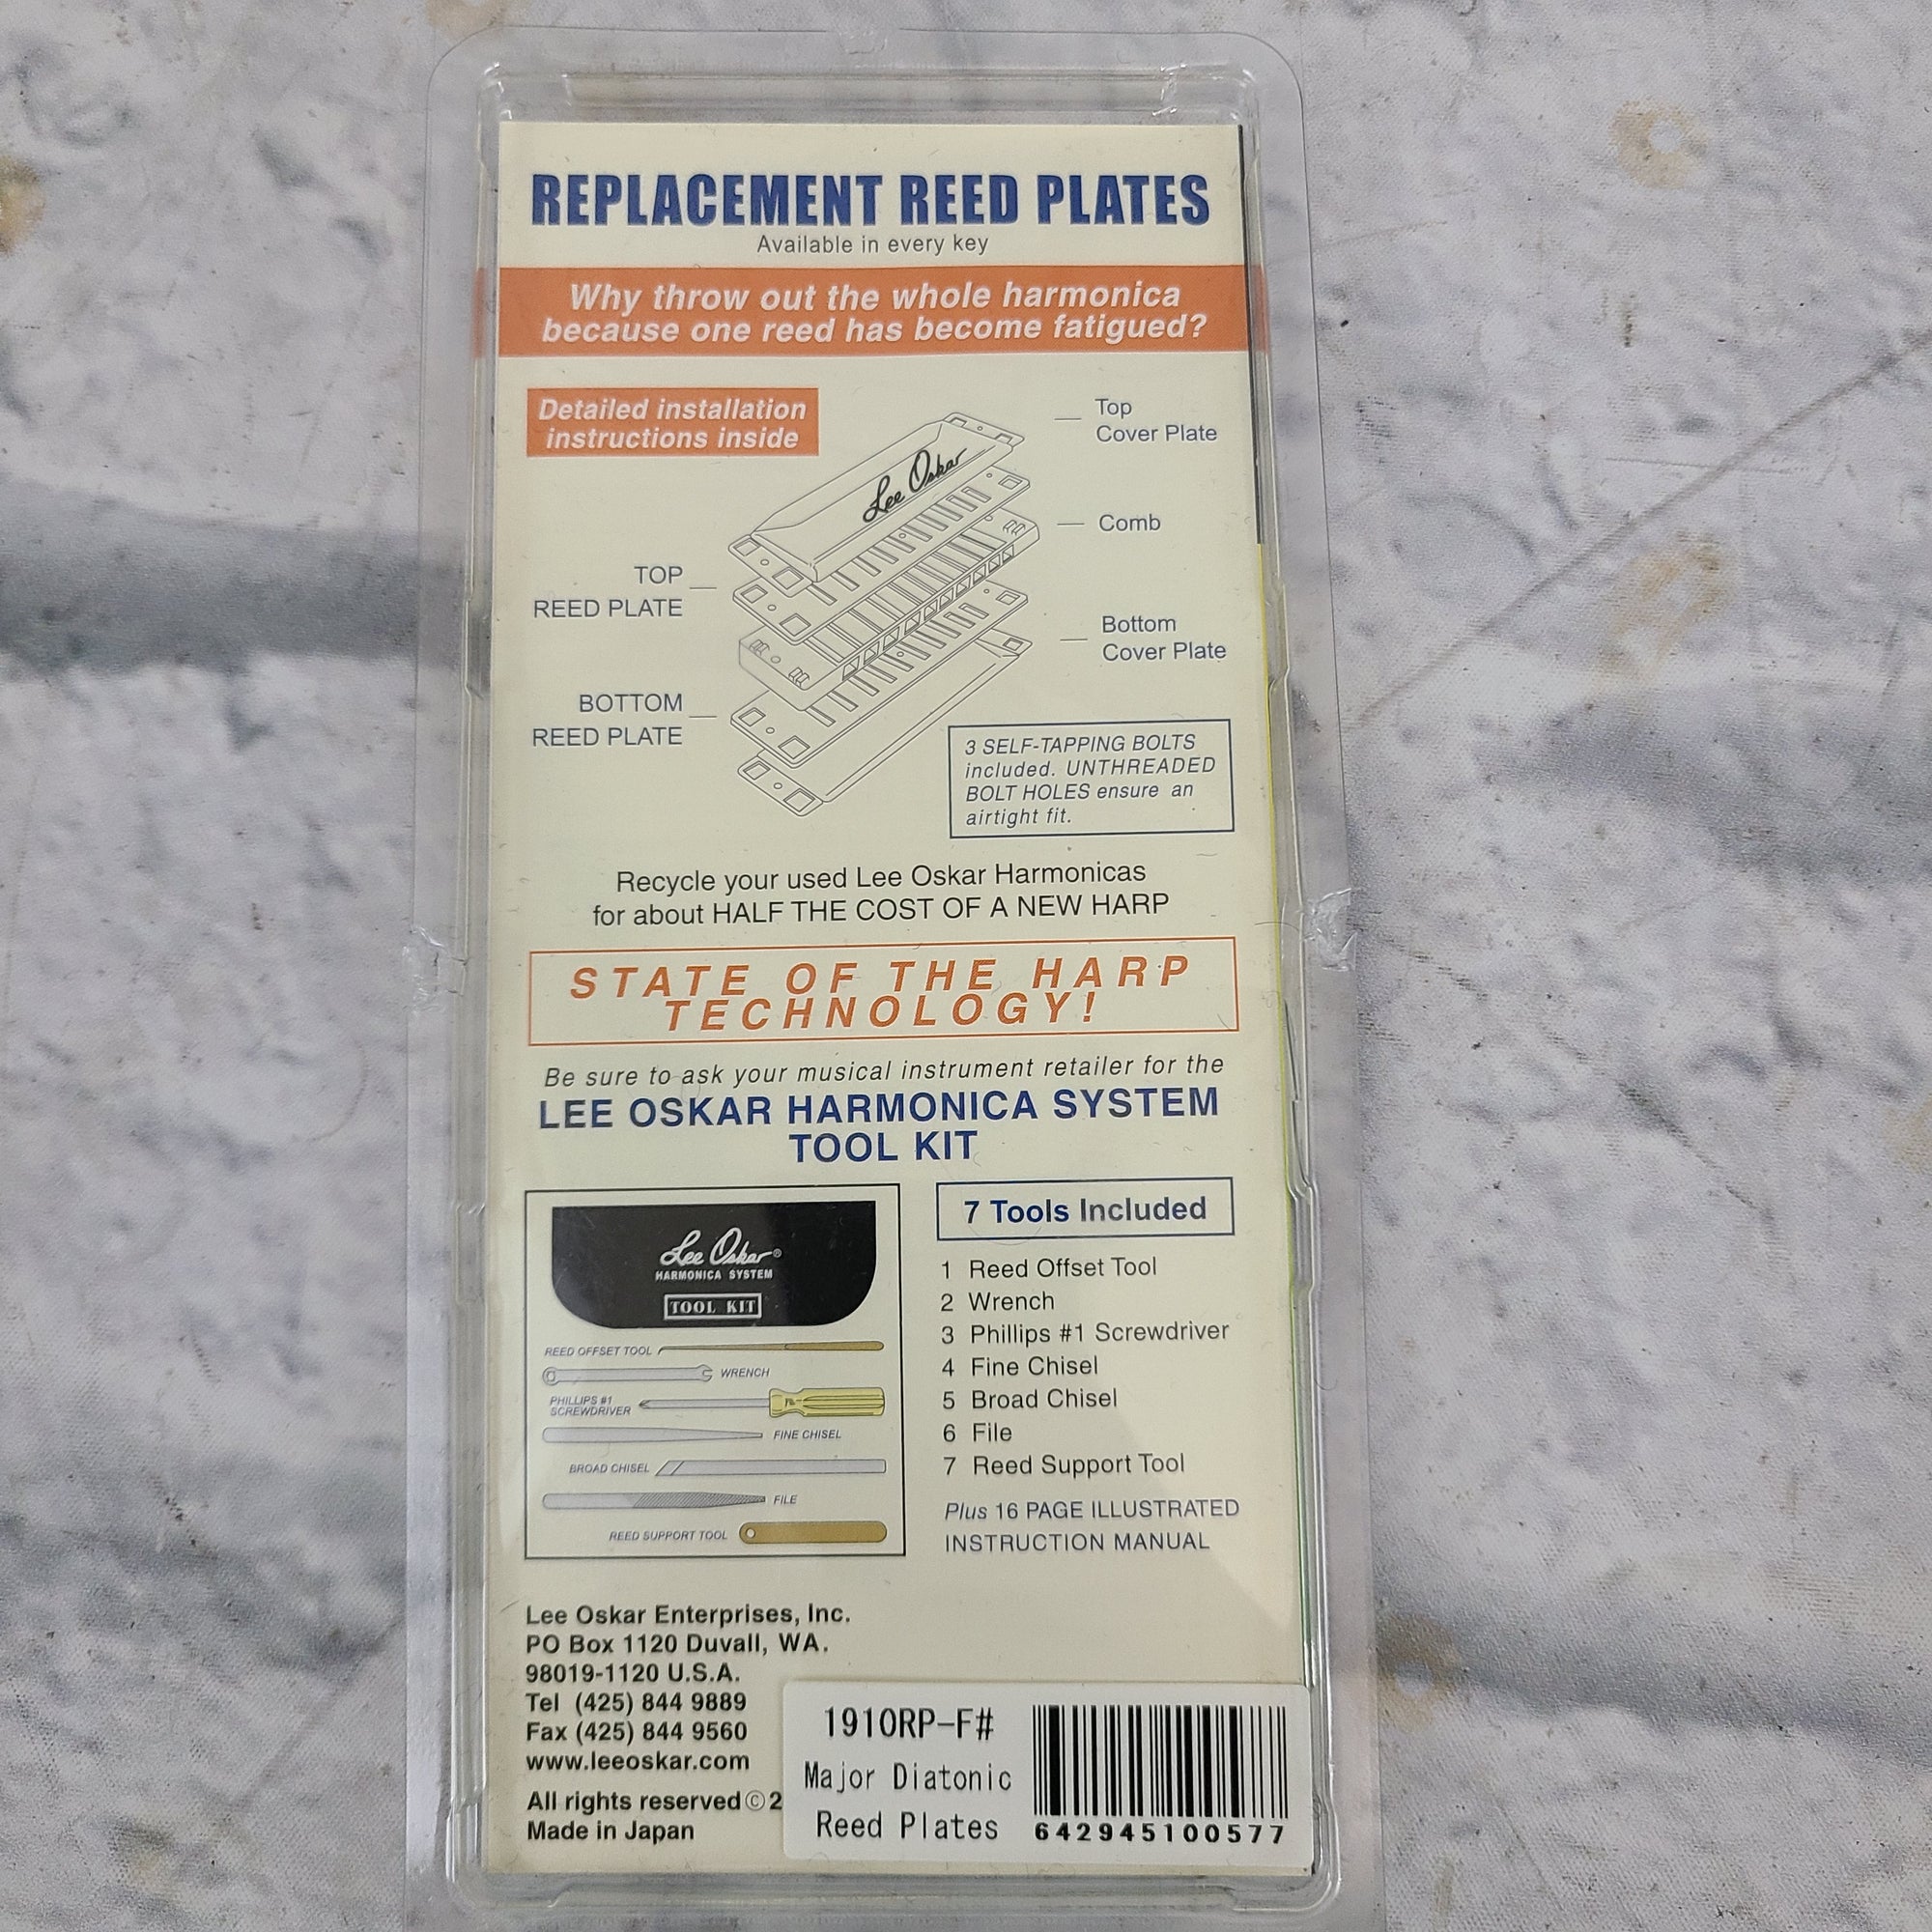 REPLACEMENT REED PLATES
Available in every key
Why throw out the whole harmonica
because one reed has become fatigued?
Detailed installation
instructions inside
Lee Oskar
Top
Cover Plate
Comb
TOP
REED PLATE
Bottom
Cover Plate
BOTTOM
REED PLATE
3 SELF-TAPPING BOLTS
included. UNTHREADED
BOLT HOLES ensure an
airtight fit.
Recycle your used Lee Oskar Harmonicas
for about HALF THE COST OF A NEW HARP
STATE OF THE HARP
TECHNOLOGY!
Be sure to ask your musical instrument retailer for the
LEE OSKAR HARMONICA SYSTEM
TOOL KIT
Lee Oskar®
HARMONICA SYSTEM
TOOL KIT
REED OFFSET TOOL
WRENCH
PHILLIPS #1
SCREWDRIVER
FINE CHISEL
BROAD CHISEL
FILE
REED SUPPORT TOOL
7 Tools Included
1 Reed Offset Tool
2 Wrench
3 Phillips #1 Screwdriver
4 Fine Chisel
5 Broad Chisel
6 File
7 Reed Support Tool
Plus 16 PAGE ILLUSTRATED
INSTRUCTION MANUAL
Lee Oskar Enterprises, Inc.
PO Box 1120 Duvall, WA.
98019-1120 U.S.A.
Tel (425) 844 9889
Fax (425) 844 9560
www.leeoskar.com
All rights reserved ©2
Made in Japan
1910RP-F#
Major Diatonic
Reed Plates
642945100577